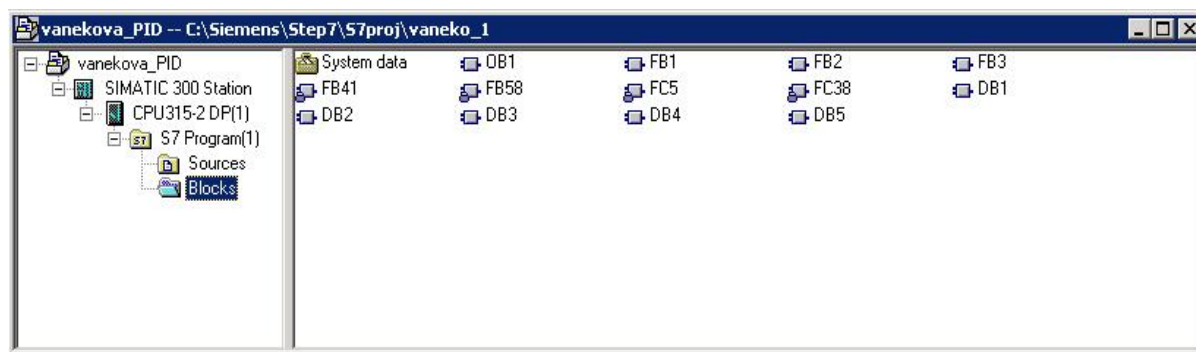 vanekova_PID -- C:\Siemens\Step7\S7proj\vaneko_1
vanekova_PID
SIMATIC 300 Station
CPU315-2 DP(1)
S7 S7 Program(1)
Sources
Blocks
System data OB1 FB1 FB2 FB3
FB41 FB58 FC5 FC38 DB1
DB2 DB3 DB4 DB5